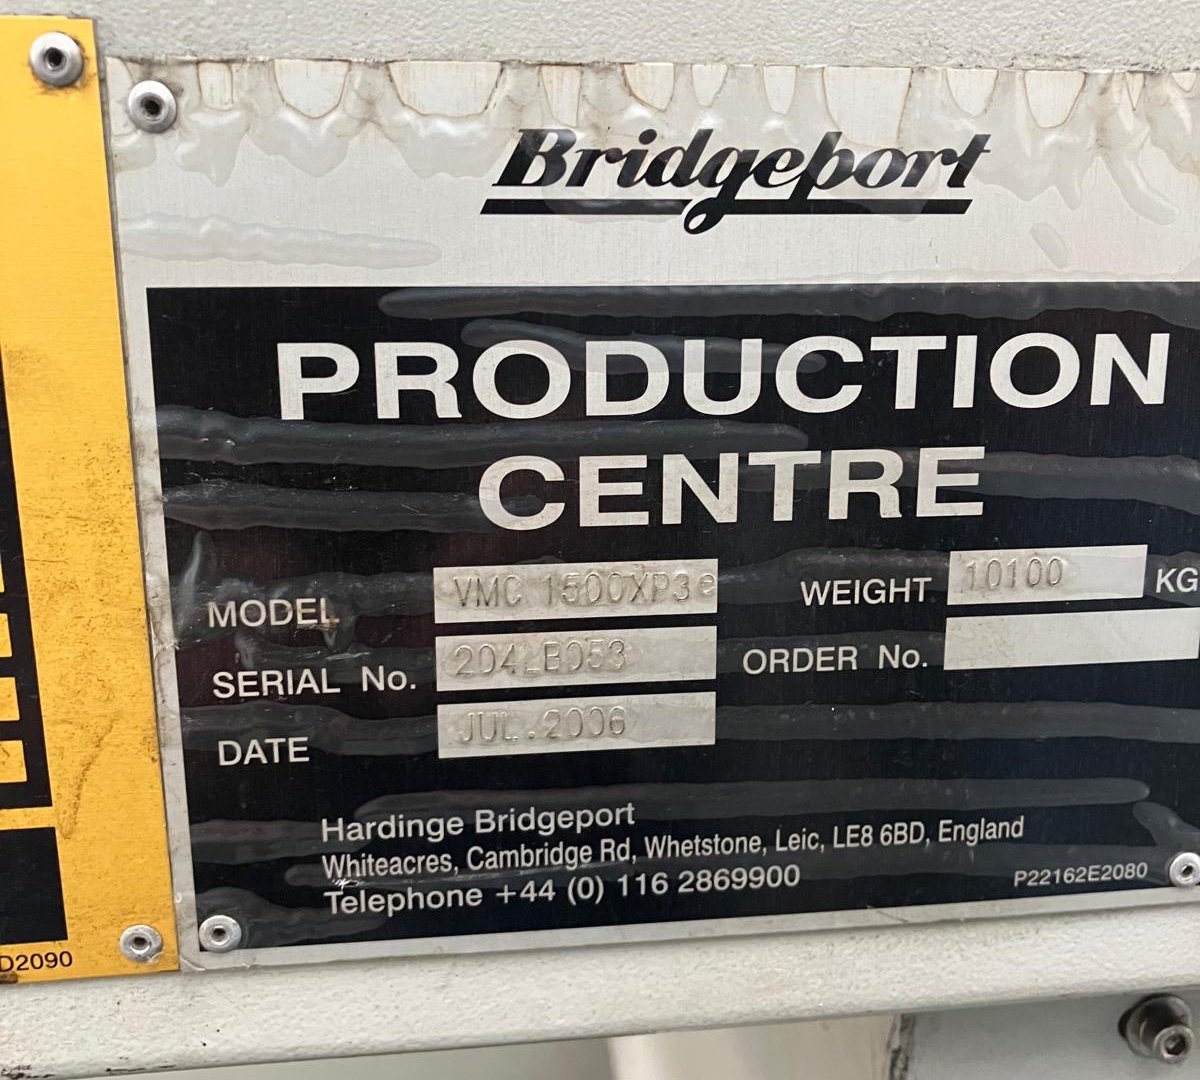 Bridgeport
PRODUCTION
CENTRE
MODEL VMC 1500XP3e WEIGHT 10100 KG
SERIAL No. 204LB053 ORDER No.
DATE JUL.2006
Hardinge Bridgeport
Whiteacres, Cambridge Rd, Whetstone, Leic, LE8 6BD, England
Telephone +44 (0) 116 2869900
P22162E2080
D2090